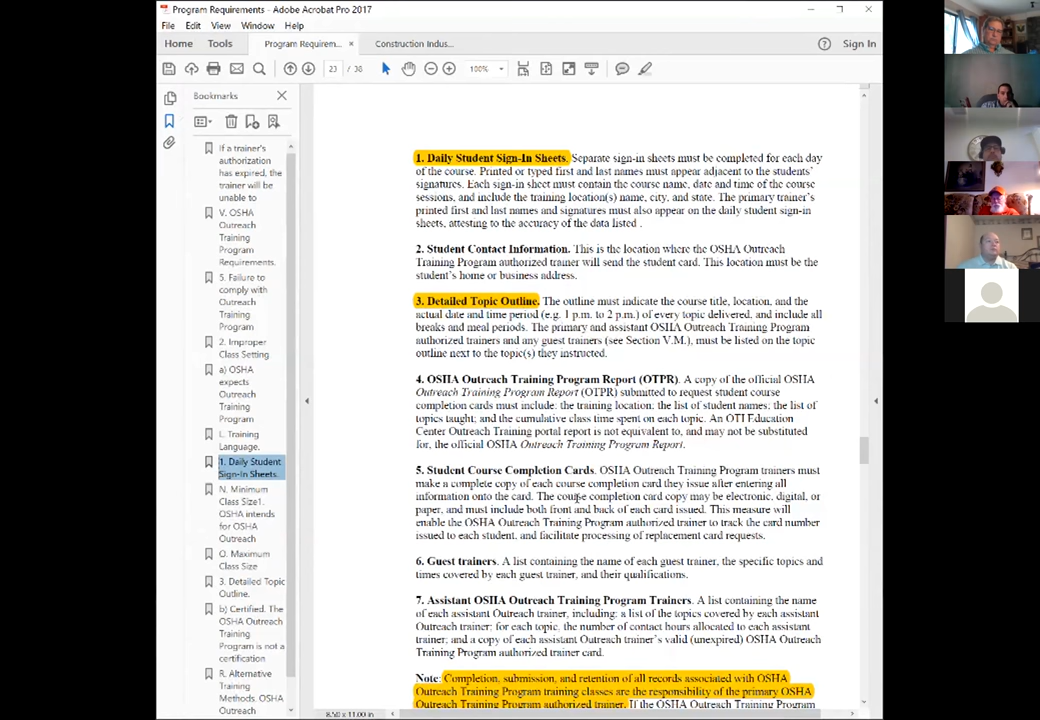 Program Requirements - Adobe Acrobat Pro 2017
File Edit View Window Help
Home Tools Program Requirem... × Construction Indus... Sign In
23 / 38 100%
Bookmarks
If a trainer's
authorization
has expired, the
trainer will be
unable to
V. OSHA
Outreach
Training
Program
Requirements.
5. Failure to
comply with
Outreach
Training
Program
2. Improper
Class Setting
a) OSHA
expects
Outreach
Training
Program
L. Training
Language.
1. Daily Student
Sign-In Sheets.
N. Minimum
Class Size1.
OSHA intends
for OSHA
Outreach
O. Maximum
Class Size
3. Detailed Topic
Outline.
b) Certified. The
OSHA Outreach
Training
Program is not a
certification
R. Alternative
Training
Methods. OSHA
Outreach
1. Daily Student Sign-In Sheets. Separate sign-in sheets must be completed for each day
of the course. Printed or typed first and last names must appear adjacent to the students'
signatures. Each sign-in sheet must contain the course name, date and time of the course
sessions, and include the training location(s) name, city, and state. The primary trainer's
printed first and last names and signatures must also appear on the daily student sign-in
sheets, attesting to the accuracy of the data listed .
2. Student Contact Information. This is the location where the OSHA Outreach
Training Program authorized trainer will send the student card. This location must be the
student's home or business address.
3. Detailed Topic Outline. The outline must indicate the course title, location, and the
actual date and time period (e.g. 1 p.m. to 2 p.m.) of every topic delivered, and include all
breaks and meal periods. The primary and assistant OSHA Outreach Training Program
authorized trainers and any guest trainers (see Section V.M.), must be listed on the topic
outline next to the topic(s) they instructed.
4. OSHA Outreach Training Program Report (OTPR). A copy of the official OSHA
Outreach Training Program Report (OTPR) submitted to request student course
completion cards must include: the training location; the list of student names; the list of
topics taught; and the cumulative class time spent on each topic. An OTI Education
Center Outreach Training portal report is not equivalent to, and may not be substituted
for, the official OSHA Outreach Training Program Report.
5. Student Course Completion Cards. OSHA Outreach Training Program trainers must
make a complete copy of each course completion card they issue after entering all
information onto the card. The course completion card copy may be electronic, digital, or
paper, and must include both front and back of each card issued. This measure will
enable the OSHA Outreach Training Program authorized trainer to track the card number
issued to each student, and facilitate processing of replacement card requests.
6. Guest trainers. A list containing the name of each guest trainer, the specific topics and
times covered by each guest trainer, and their qualifications.
7. Assistant OSHA Outreach Training Program Trainers. A list containing the name
of each assistant Outreach trainer, including: a list of the topics covered by each assistant
Outreach trainer; for each topic, the number of contact hours allocated to each assistant
trainer; and a copy of each assistant Outreach trainer's valid (unexpired) OSHA Outreach
Training Program authorized trainer card.
Note: Completion, submission, and retention of all records associated with OSHA
Outreach Training Program training classes are the responsibility of the primary OSHA
Outreach Training Program authorized trainer. If the OSHA Outreach Training Program
8.50 x 11.00 in